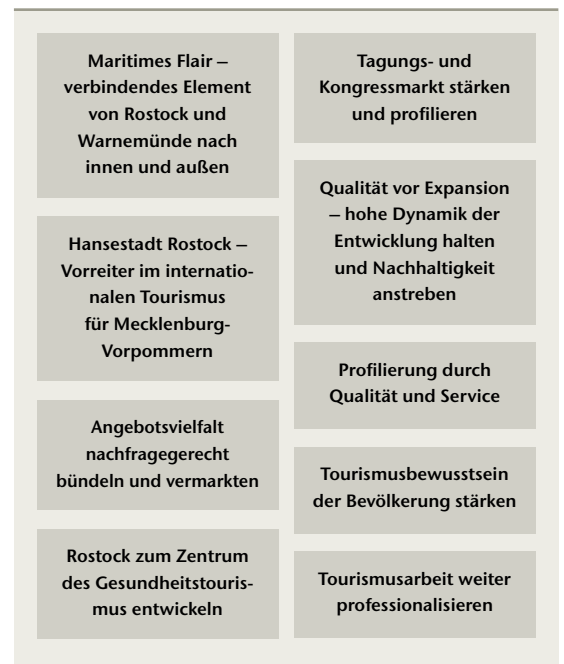 Maritimes Flair –
verbindendes Element
von Rostock und
Warnemünde nach
innen und außen
Hansestadt Rostock –
Vorreiter im internatio-
nalen Tourismus
für Mecklenburg-
Vorpommern
Angebotsvielfalt
nachfragegerecht
bündeln und vermarkten
Rostock zum Zentrum
des Gesundheitstouris-
mus entwickeln
Tagungs- und
Kongressmarkt stärken
und profilieren
Qualität vor Expansion
– hohe Dynamik der
Entwicklung halten
und Nachhaltigkeit
anstreben
Profilierung durch
Qualität und Service
Tourismusbewusstsein
der Bevölkerung stärken
Tourismusarbeit weiter
professionalisieren